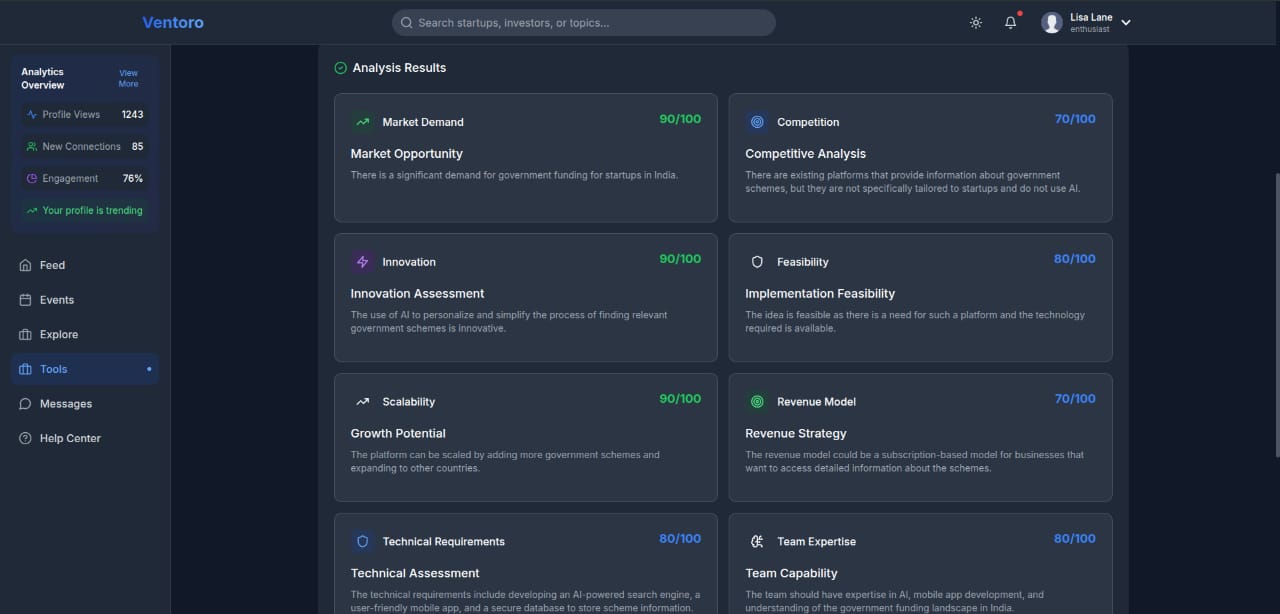 Ventoro
Search startups, investors, or topics...
Lisa Lane
enthusiast
Analytics
Overview
View
More
Profile Views 1243
New Connections 85
Engagement 76%
Your profile is trending
Feed
Events
Explore
Tools
Messages
Help Center
Analysis Results
Market Demand 90/100
Market Opportunity
There is a significant demand for government funding for startups in India.
Competition 70/100
Competitive Analysis
There are existing platforms that provide information about government
schemes, but they are not specifically tailored to startups and do not use AI.
Innovation 90/100
Innovation Assessment
The use of AI to personalize and simplify the process of finding relevant
government schemes is innovative.
Feasibility 80/100
Implementation Feasibility
The idea is feasible as there is a need for such a platform and the technology
required is available.
Scalability 90/100
Growth Potential
The platform can be scaled by adding more government schemes and
expanding to other countries.
Revenue Model 70/100
Revenue Strategy
The revenue model could be a subscription-based model for businesses that
want to access detailed information about the schemes.
Technical Requirements 80/100
Technical Assessment
The technical requirements include developing an AI-powered search engine, a
user-friendly mobile app, and a secure database to store scheme information.
Team Expertise 80/100
Team Capability
The team should have expertise in AI, mobile app development, and
understanding of the government funding landscape in India.